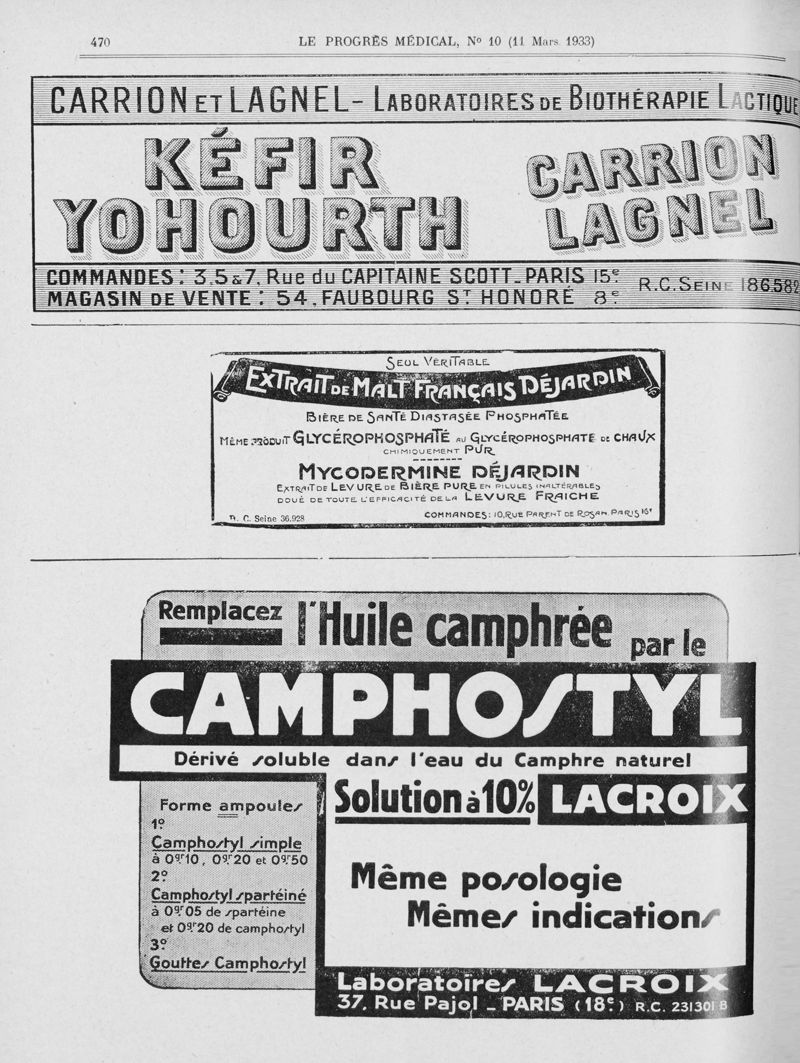 470
LE PROGRÈS MÉDICAL, Nº 10 (11 Mars 1933)
CARRION ET LAGNEL - LABORATOIRES DE BIOTHÉRAPIE LACTIQUE
KÉFIR
YOHOURTH
CARRION
LAGNEL
COMMANDES : 3,5 & 7, Rue du CAPITAINE SCOTT - PARIS 15e
MAGASIN DE VENTE : 54, FAUBOURG ST HONORÉ 8e
R.C. SEINE 186.582
SEUL VÉRITABLE
EXTRAIT DE MALT FRANÇAIS DÉJARDIN
BIÈRE DE SANTÉ DIASTASÉE PHOSPHATÉE
MÊME PRODUIT GLYCÉROPHOSPHATÉ AU GLYCÉROPHOSPHATE DE CHAUX
CHIMIQUEMENT PUR
MYCODERMINE DÉJARDIN
EXTRAIT DE LEVURE DE BIÈRE PURE EN PILULES INALTÉRABLES
DOUÉ DE TOUTE L'EFFICACITÉ DE LA LEVURE FRAICHE
R. C. Seine 36.928
COMMANDES : 10, RUE PARENT DE ROSAN, PARIS 16e
Remplacez l'Huile camphrée par le
CAMPHOSTYL
Dérivé soluble dans l'eau du Camphre naturel
Solution à 10% LACROIX
Forme ampoules
1º
Camphostyl simple
à 0gr10, 0gr20 et 0gr50
2º
Camphostyl spartéiné
à 0gr05 de spartéine
et 0gr20 de camphostyl
3º
Gouttes Camphostyl
Même posologie
Mêmes indications
Laboratoires LACROIX
37, Rue Pajol - PARIS (18e) R.C. 231301 B